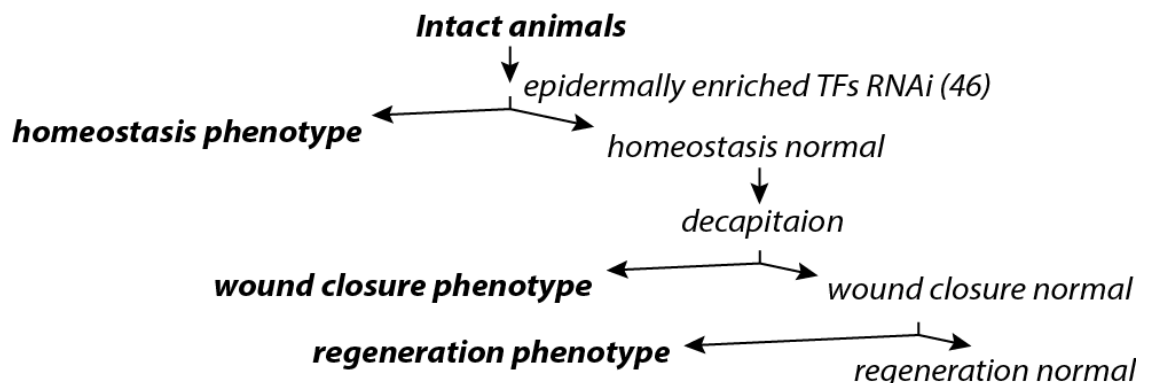 Intact animals
epidermally enriched TFs RNAi (46)
homeostasis phenotype
homeostasis normal
decapitaion
wound closure phenotype
wound closure normal
regeneration phenotype
regeneration normal